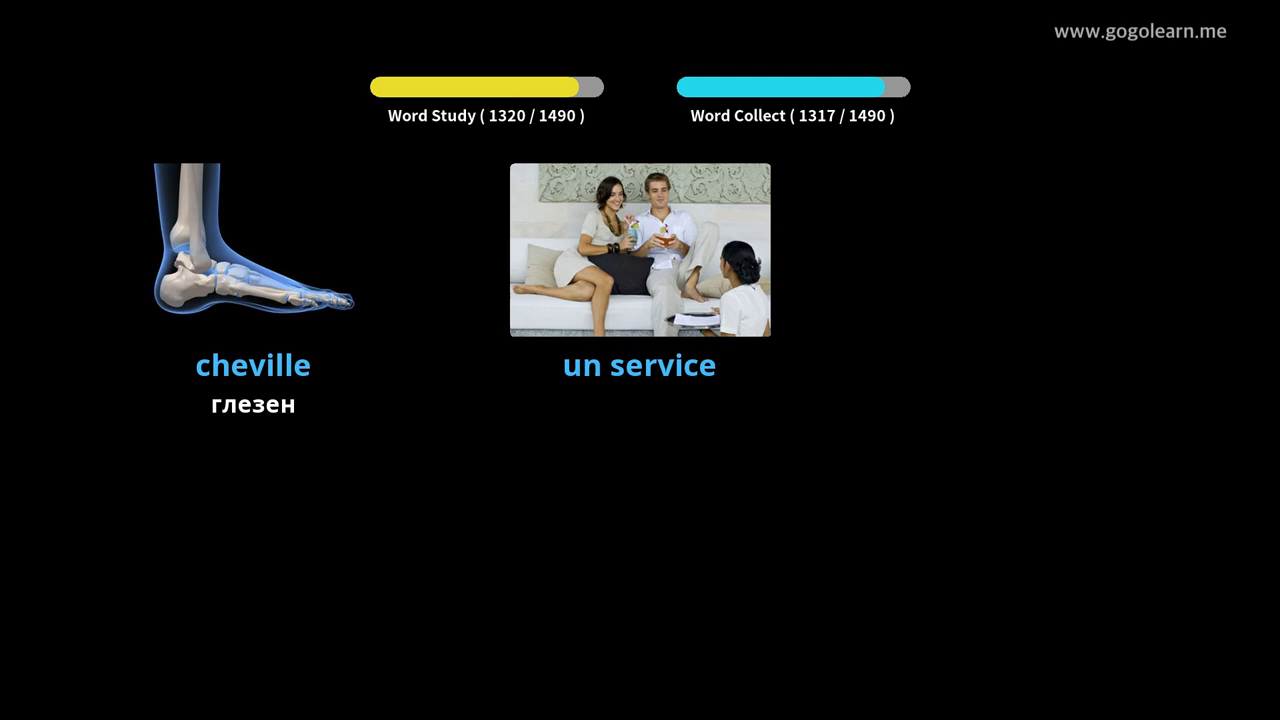 www.gogolearn.me
Word Study ( 1320 / 1490 )
Word Collect ( 1317 / 1490 )
cheville
глезен
un service